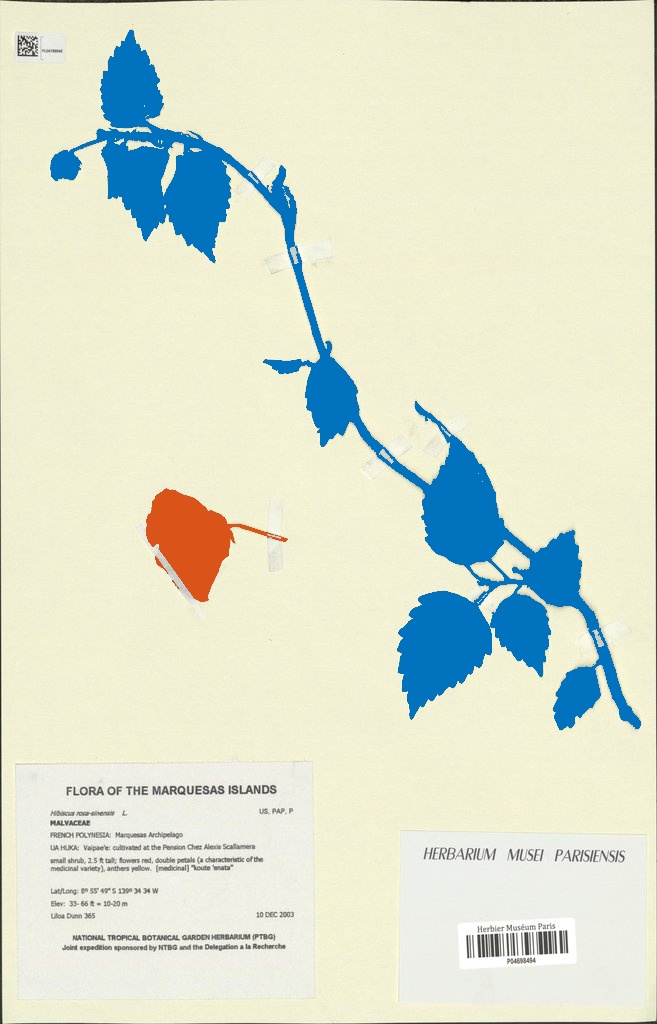 P04698942
FLORA OF THE MARQUESAS ISLANDS
Hibiscus rosa-sinensis L. US, PAP, P
MALVACEAE
FRENCH POLYNESIA: Marquesas Archipelago
UA HUKA: Vaipae'e: cultivated at the Pension Chez Alexis Scallamera
small shrub, 2.5 ft tall; flowers red, double petals (a characteristic of the
medicinal variety), anthers yellow. [medicinal] "koute 'enata"
Lat/Long: 8º 55' 49" S 139º 34 34 W
Elev: 33- 66 ft = 10-20 m
Liloa Dunn 365 10 DEC 2003
NATIONAL TROPICAL BOTANICAL GARDEN HERBARIUM (PTBG)
Joint expedition sponsored by NTBG and the Delegation a la Recherche
HERBARIUM MUSEI PARISIENSIS
Herbier Muséum Paris
P04698494